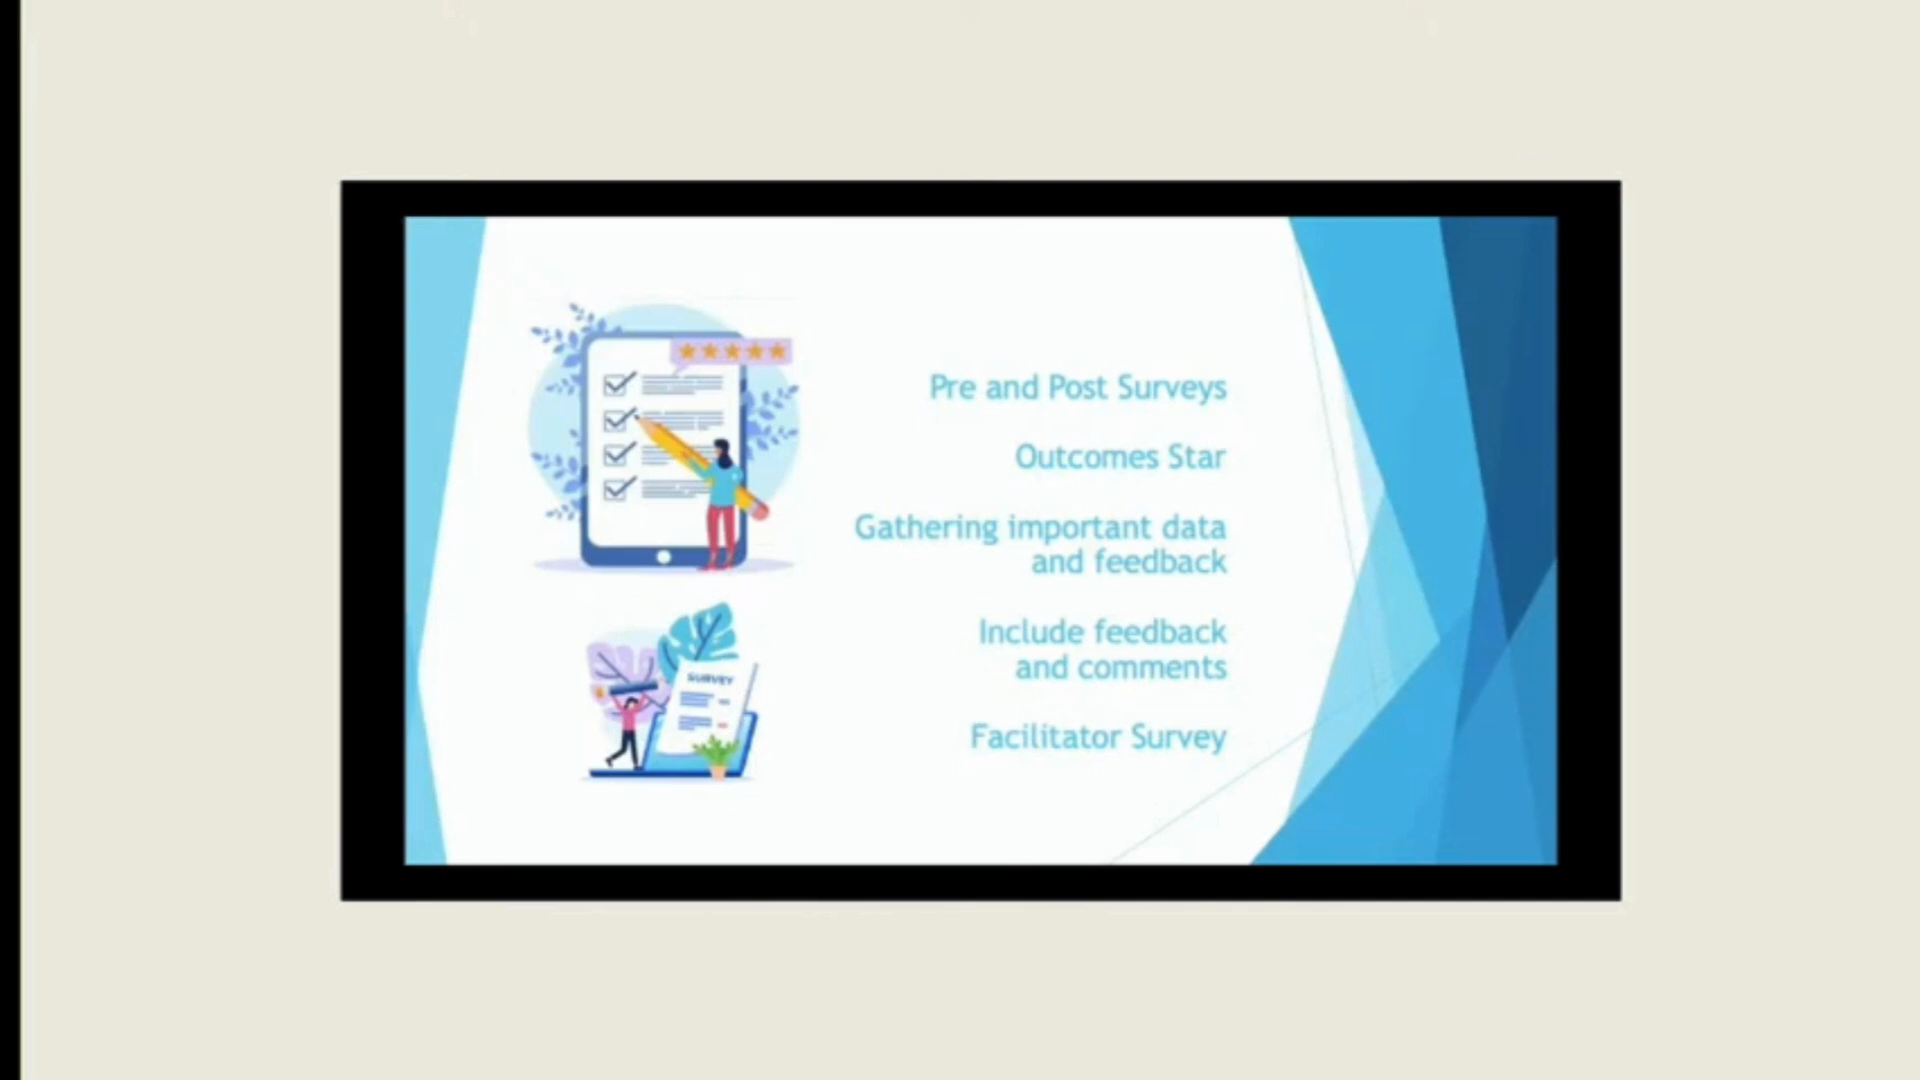 Pre and Post Surveys
Outcomes Star
Gathering important data
and feedback
Include feedback
and comments
Facilitator Survey
SURVEY